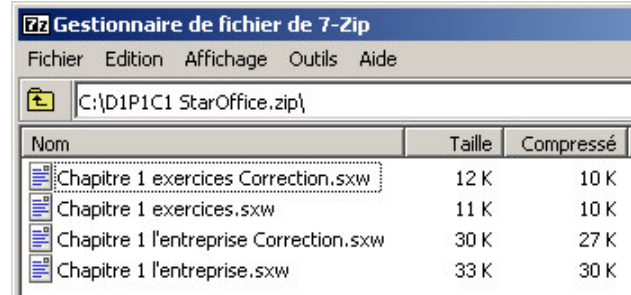 7z Gestionnaire de fichier de 7-Zip
Fichier Edition Affichage Outils Aide
C:\D1P1C1 StarOffice.zip\
Nom Taille Compressé
Chapitre 1 exercices Correction.sxw 12 K 10 K
Chapitre 1 exercices.sxw 11 K 10 K
Chapitre 1 l'entreprise Correction.sxw 30 K 27 K
Chapitre 1 l'entreprise.sxw 33 K 30 K